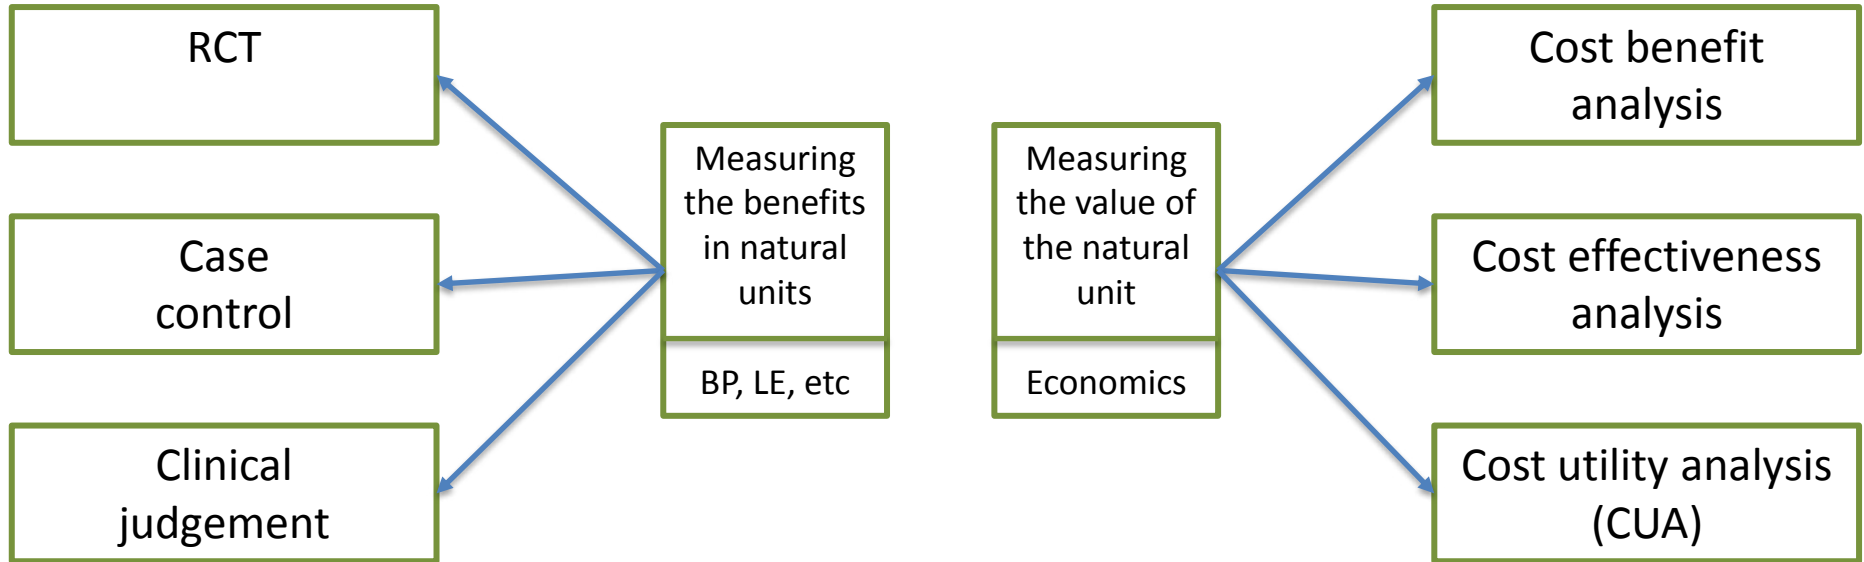 RCT
Case
control
Clinical
judgement
Measuring
the benefits
in natural
units
BP, LE, etc
Measuring
the value of
the natural
unit
Economics
Cost benefit
analysis
Cost effectiveness
analysis
Cost utility analysis
(CUA)